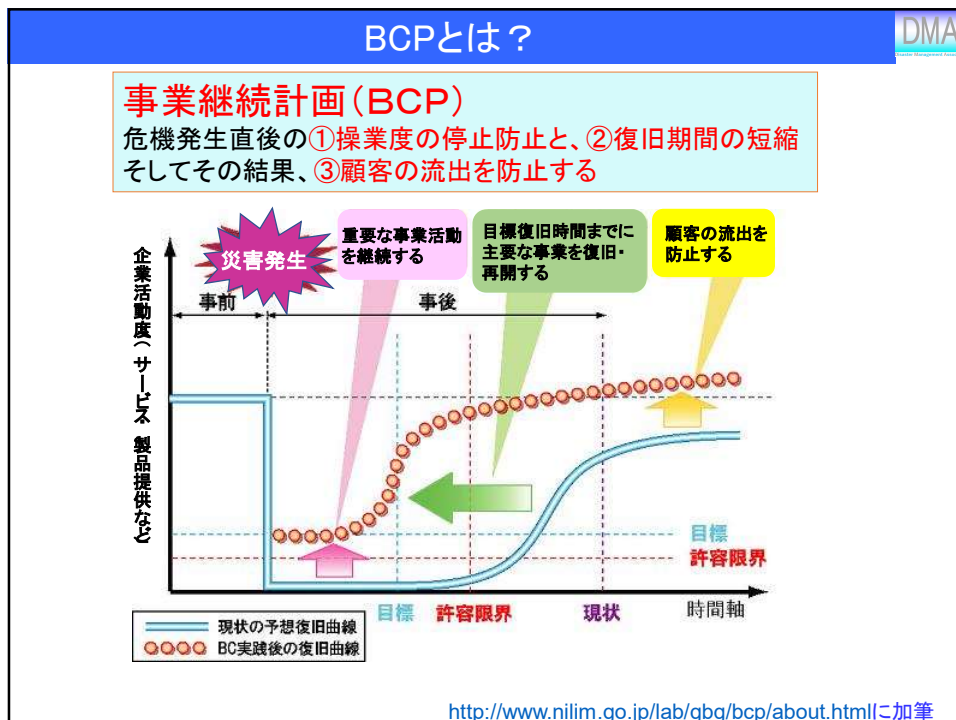 BCPとは？
DMA
事業継続計画(BCP)
危機発生直後の①操業度の停止防止と、②復旧期間の短縮
そしてその結果、③顧客の流出を防止する
災害発生
重要な事業活動
を継続する
目標復旧時間までに
主要な事業を復旧・
再開する
顧客の流出を
防止する
企業活動度（サービス、製品提供など
事前
事後
目標
許容限界
目標
許容限界
現状
時間軸
現状の予想復旧曲線
BC実践後の復旧曲線
http://www.nilim.go.jp/lab/gbg/bcp/about.htmlに加筆